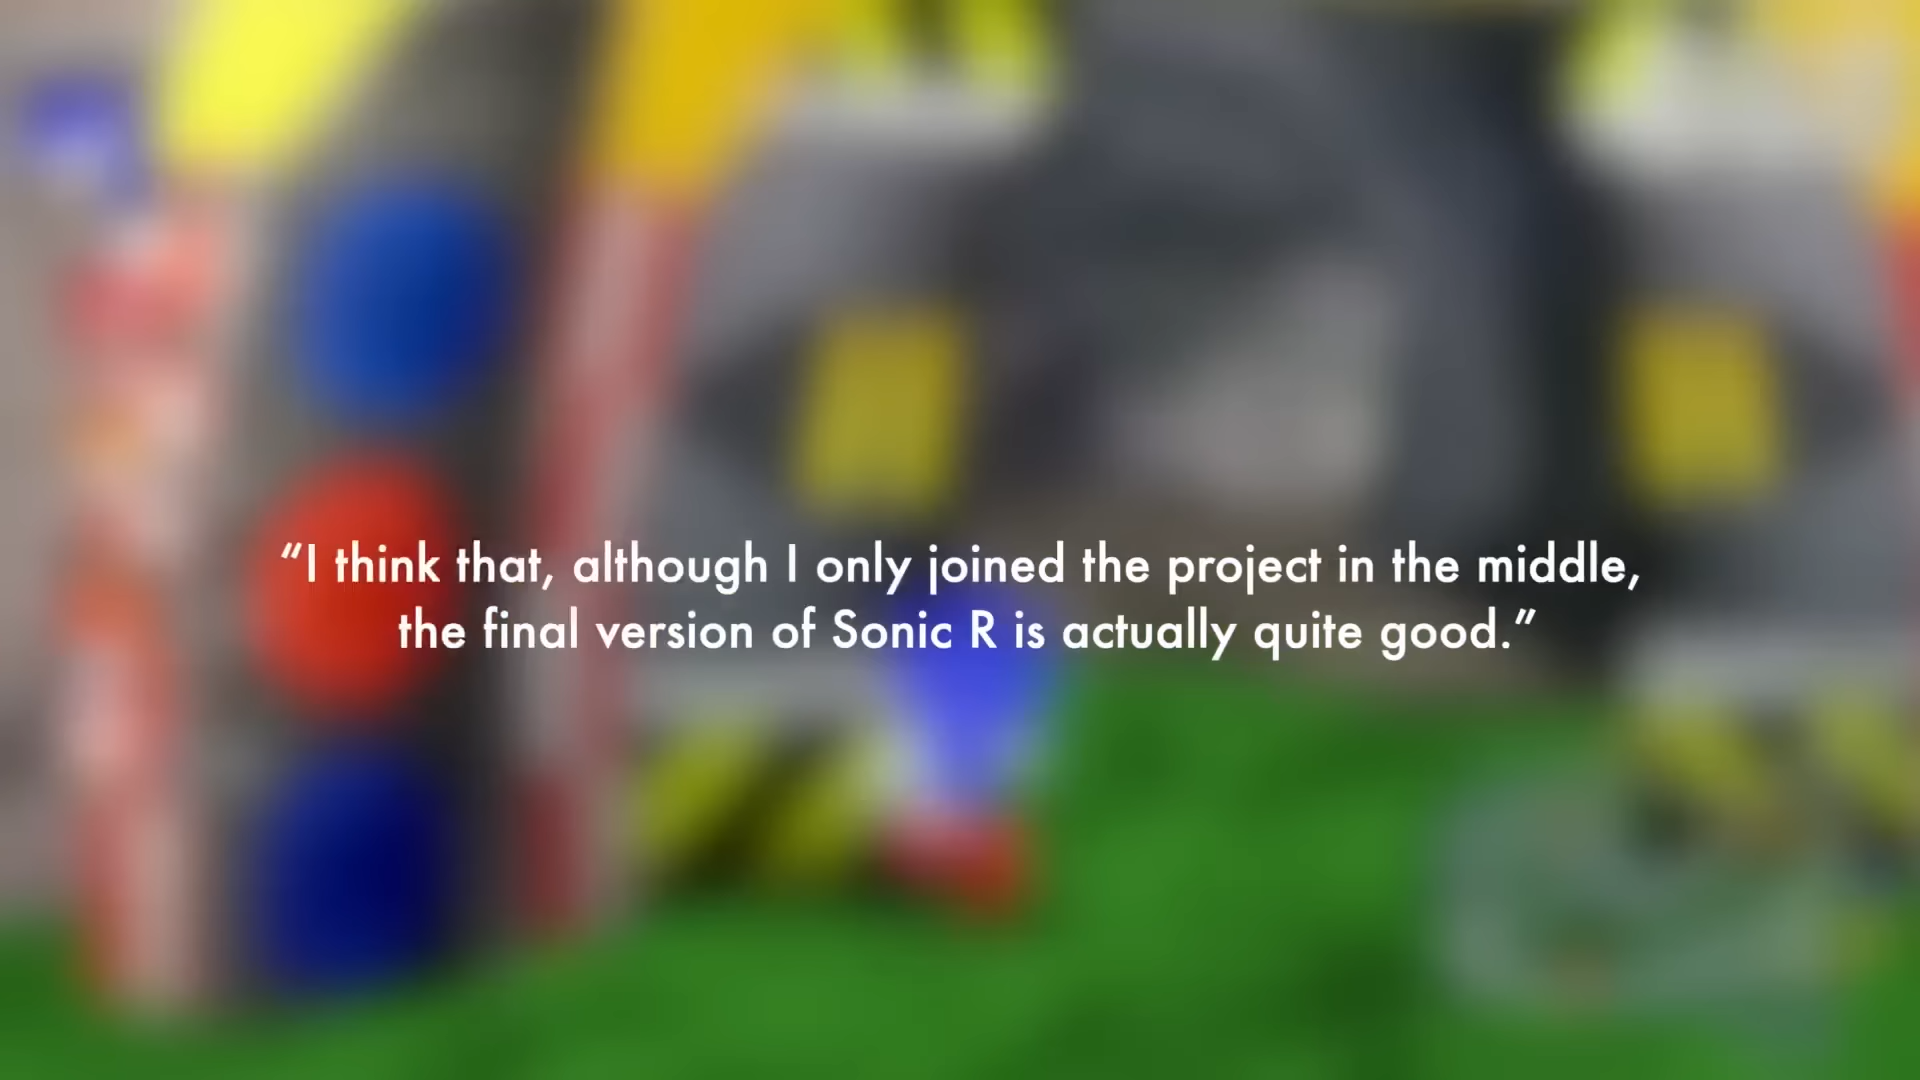 “I think that, although I only joined the project in the middle,
the final version of Sonic R is actually quite good.”